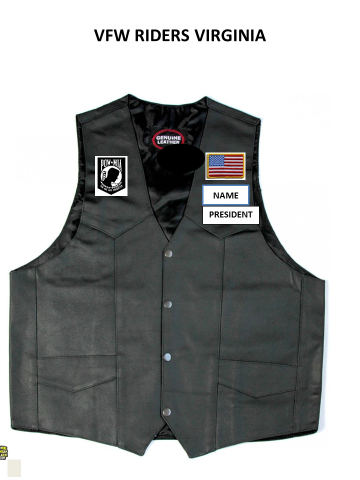 VFW RIDERS VIRGINIA
GENUINE
LEATHER
POW★MIA
NAME
PRESIDENT